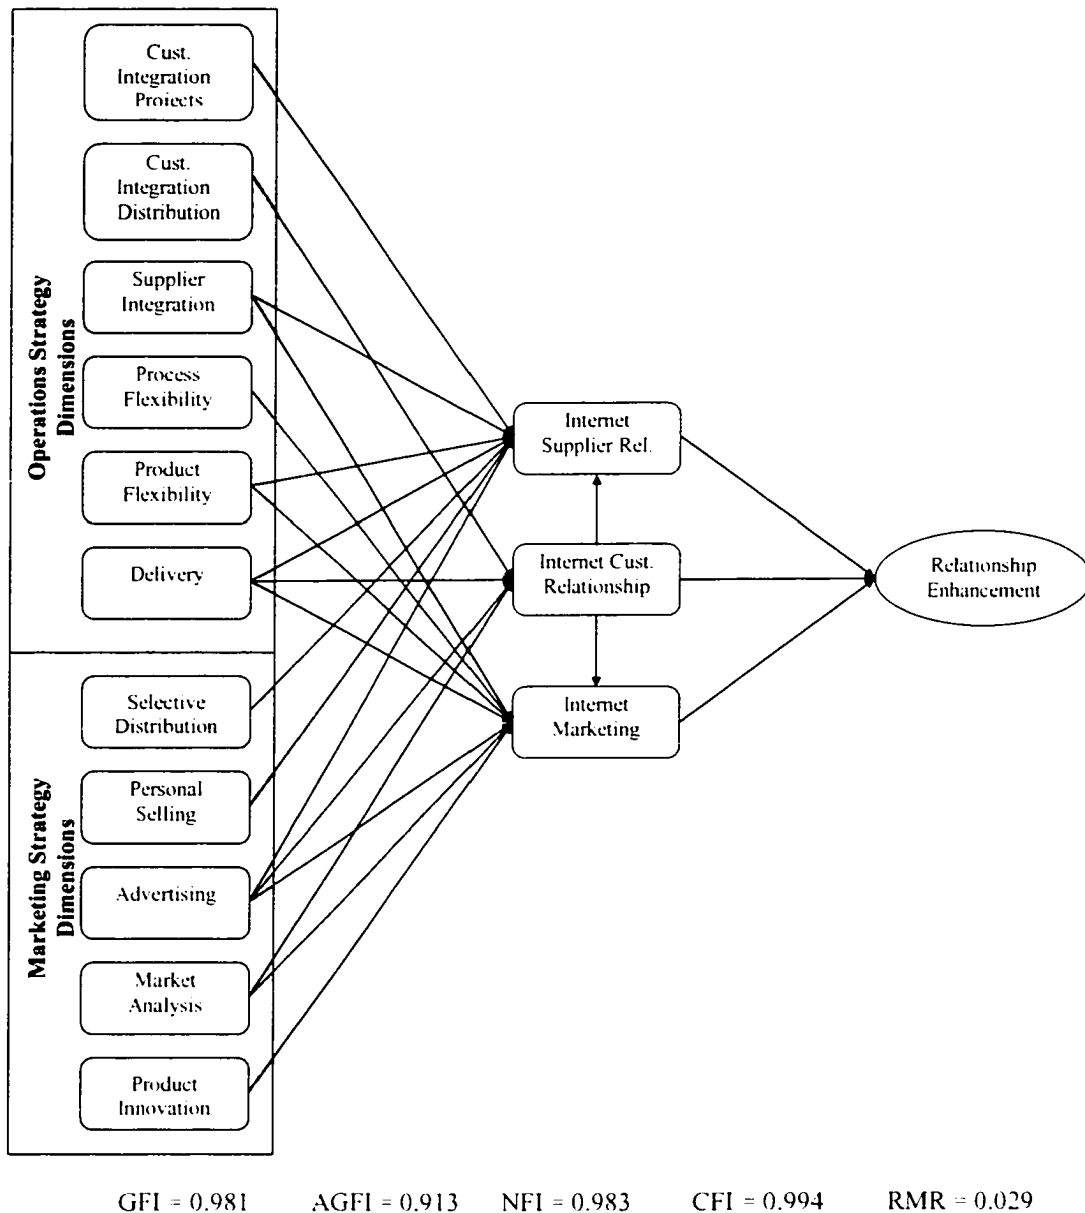 Cust.
Integration
Projects
Cust.
Integration
Distribution
Supplier
Integration
Process
Flexibility
Product
Flexibility
Delivery
Operations Strategy
Dimensions
Selective
Distribution
Personal
Selling
Advertising
Market
Analysis
Product
Innovation
Marketing Strategy
Dimensions
Internet
Supplier Rel.
Internet Cust.
Relationship
Internet
Marketing
Relationship
Enhancement
GFI = 0.981 AGFI = 0.913 NFI = 0.983 CFI = 0.994 RMR = 0.029